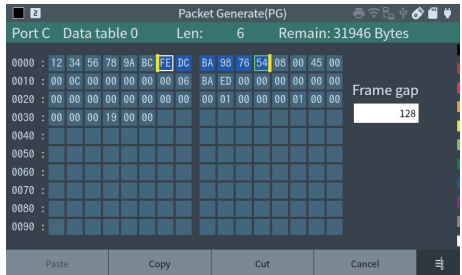 2 Packet Generate(PG)
Port C Data table 0 Len: 6 Remain: 31946 Bytes
0000 : 12 34 56 78 9A BC FE DC BA 98 76 54 08 00 45 00
0010 : 00 0C 00 00 00 00 00 06 BA ED 00 00 00 00 00 00
0020 : 00 00 00 00 00 00 00 00 00 01 00 00 00 01 00 00
0030 : 00 00 00 19 00 00
0040 :
0050 :
0060 :
0070 :
0080 :
0090 :
Frame gap
128
Paste Copy Cut Cancel